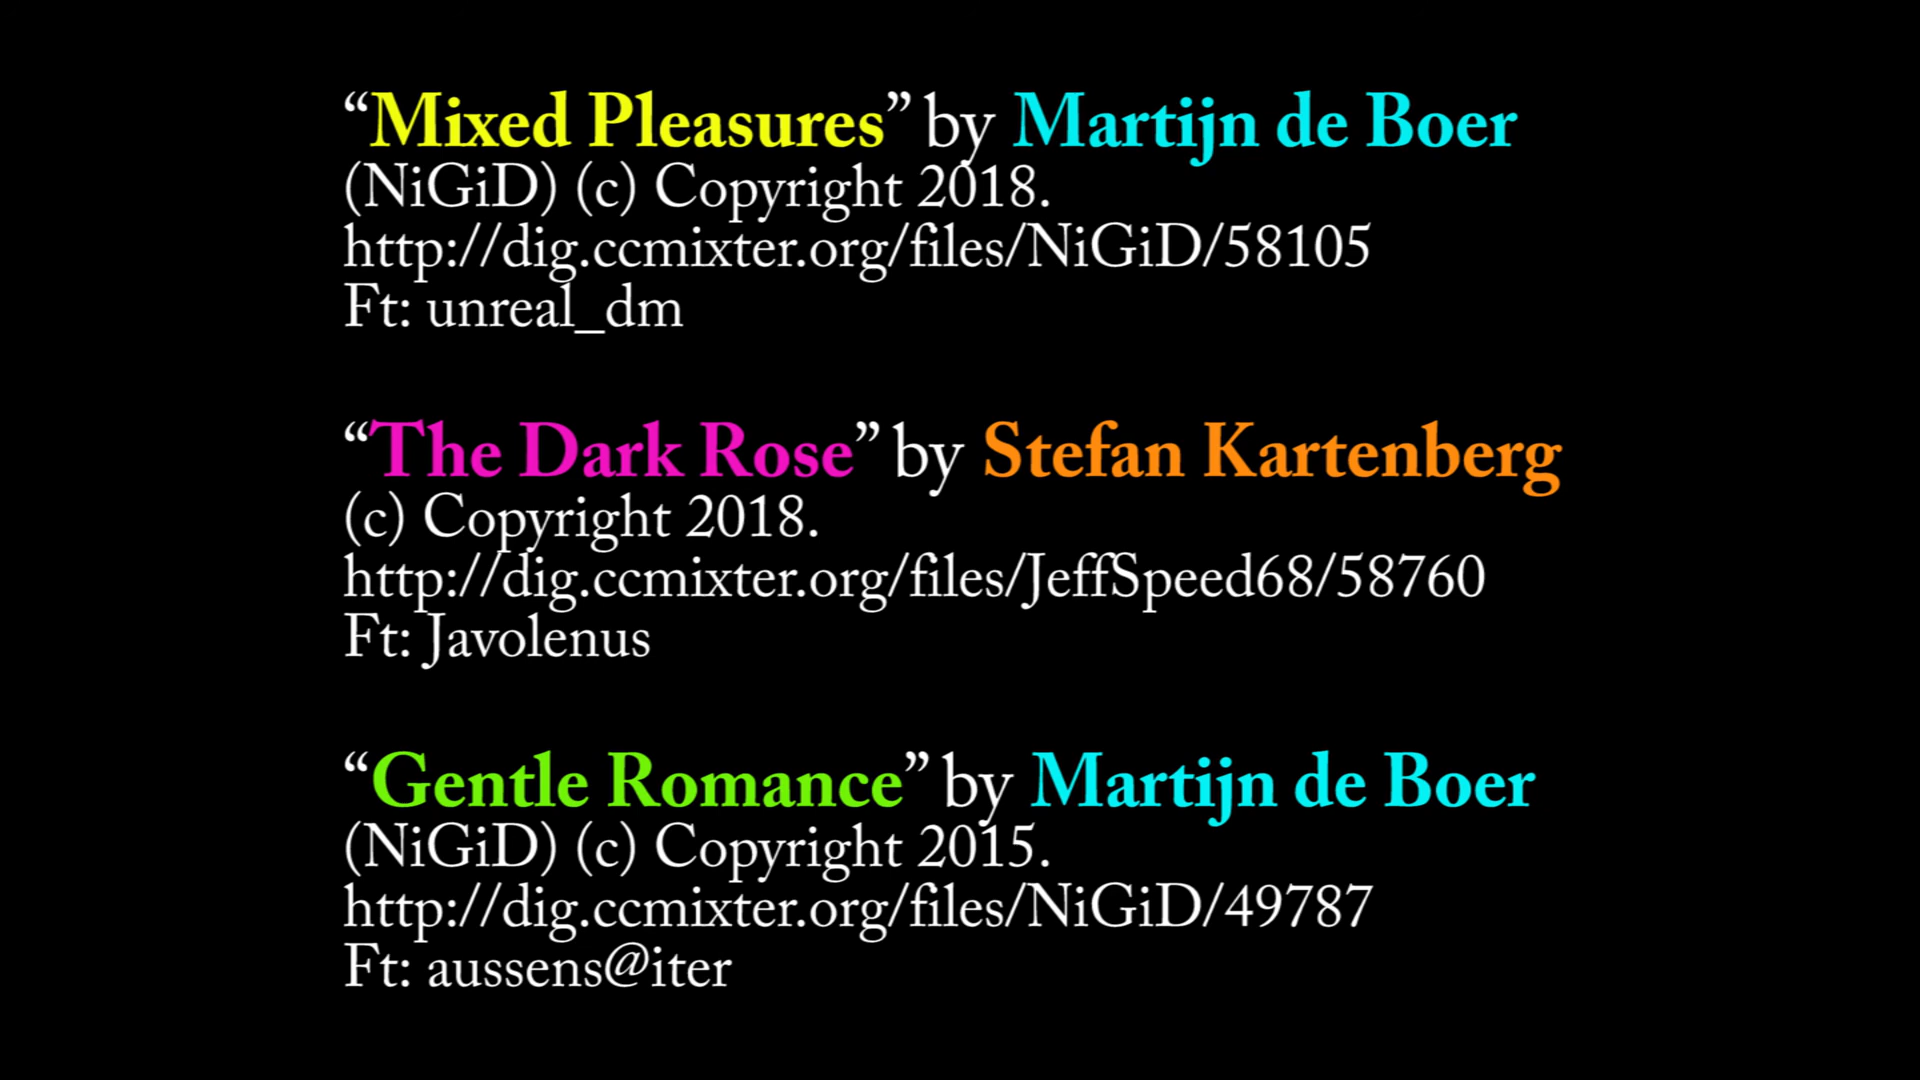 “Mixed Pleasures” by Martijn de Boer
(NiGiD) (c) Copyright 2018.
http://dig.ccmixter.org/files/NiGiD/58105
Ft: unreal_dm
“The Dark Rose” by Stefan Kartenberg
(c) Copyright 2018.
http://dig.ccmixter.org/files/JeffSpeed68/58760
Ft: Javolenus
“Gentle Romance” by Martijn de Boer
(NiGiD) (c) Copyright 2015.
http://dig.ccmixter.org/files/NiGiD/49787
Ft: aussens@iter